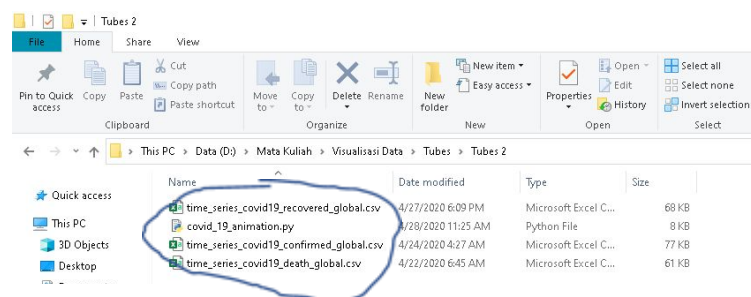 Tubes 2
File Home Share View
Pin to Quick access
Copy
Paste
Cut
Copy path
Paste shortcut
Move to
Copy to
Delete
Rename
New folder
New item
Easy access
Properties
Open
Edit
History
Select all
Select none
Invert selection
Clipboard Organize New Open Select
This PC > Data (D:) > Mata Kuliah > Visualisasi Data > Tubes > Tubes 2
Name Date modified Type Size
Quick access
This PC
3D Objects
Desktop
time_series_covid19_recovered_global.csv 4/27/2020 6:09 PM Microsoft Excel C... 68 KB
covid_19_animation.py 4/28/2020 11:25 AM Python File 8 KB
time_series_covid19_confirmed_global.csv 4/24/2020 4:27 AM Microsoft Excel C... 77 KB
time_series_covid19_death_global.csv 4/22/2020 6:45 AM Microsoft Excel C... 61 KB